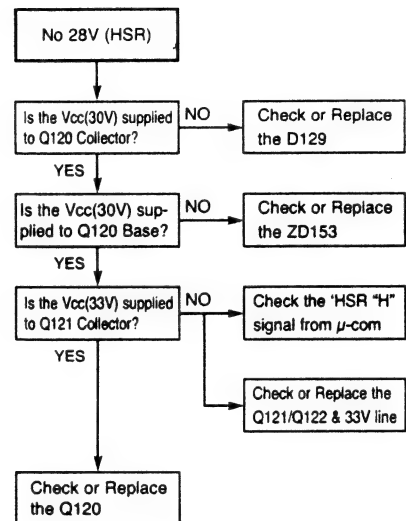 No 28V (HSR)
Is the Vcc(30V) supplied
to Q120 Collector?
NO
Check or Replace
the D129
YES
Is the Vcc(30V) sup-
plied to Q120 Base?
NO
Check or Replace
the ZD153
YES
Is the Vcc(33V) supplied
to Q121 Collector?
NO
Check the 'HSR "H"
signal from μ-com
YES
Check or Replace the
Q121/Q122 & 33V line
Check or Replace
the Q120